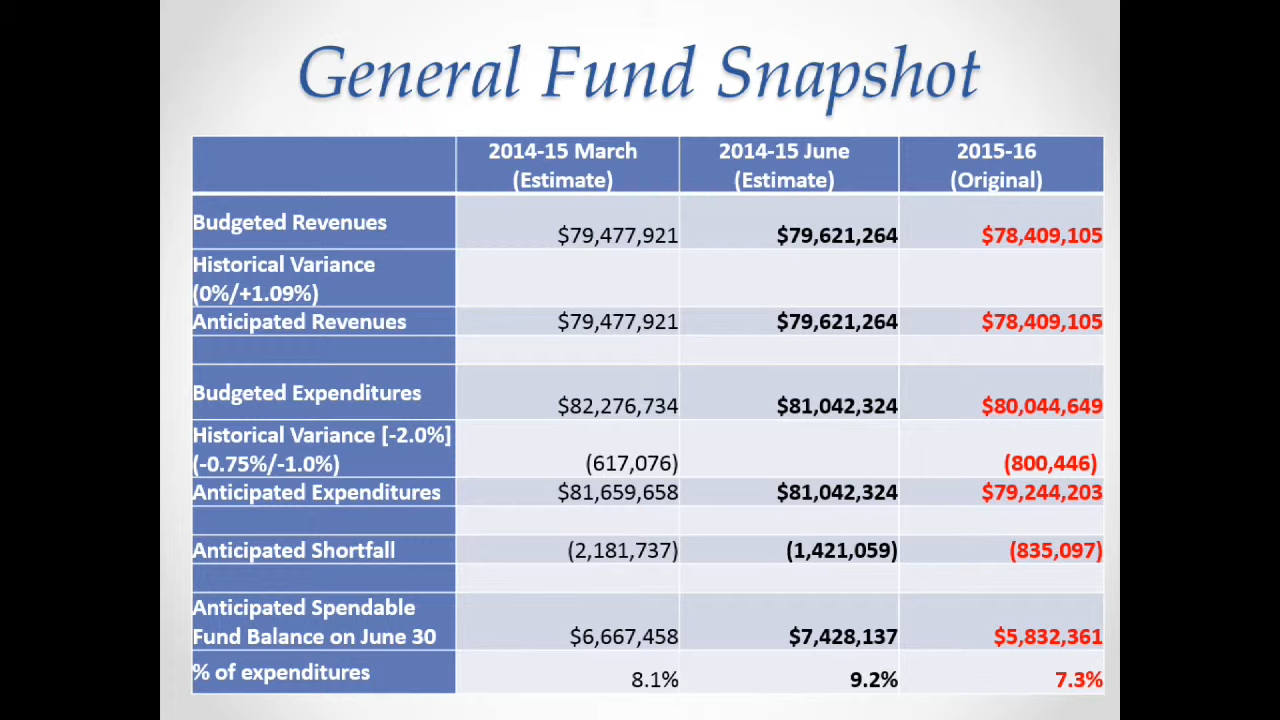 General Fund Snapshot
2014-15 March 2014-15 June 2015-16
(Estimate) (Estimate) (Original)
Budgeted Revenues $79,477,921 $79,621,264 $78,409,105
Historical Variance
(0%/+1.09%)
Anticipated Revenues $79,477,921 $79,621,264 $78,409,105
Budgeted Expenditures $82,276,734 $81,042,324 $80,044,649
Historical Variance [-2.0%]
(-0.75%/-1.0%) (617,076) (800,446)
Anticipated Expenditures $81,659,658 $81,042,324 $79,244,203
Anticipated Shortfall (2,181,737) (1,421,059) (835,097)
Anticipated Spendable
Fund Balance on June 30 $6,667,458 $7,428,137 $5,832,361
% of expenditures 8.1% 9.2% 7.3%